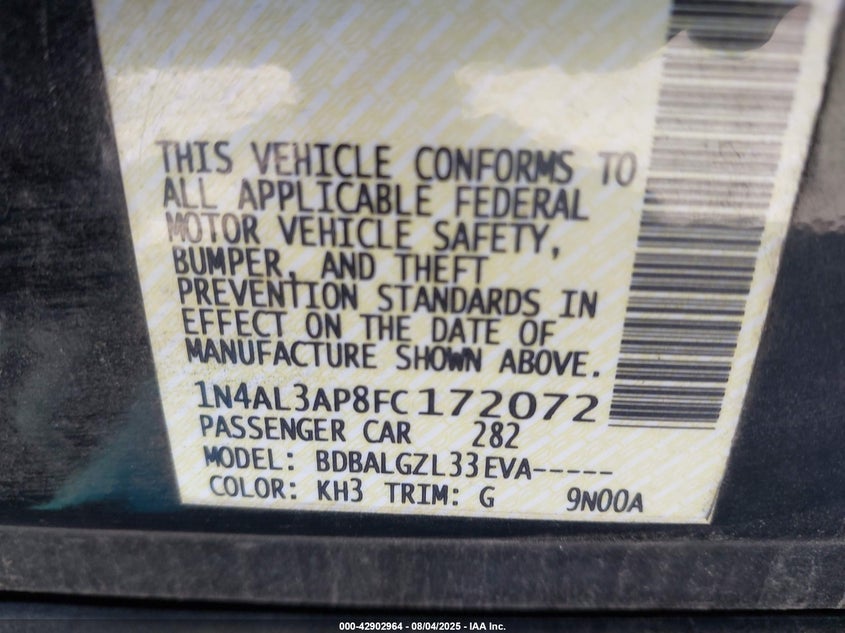 THIS VEHICLE CONFORMS TO
ALL APPLICABLE FEDERAL
MOTOR VEHICLE SAFETY,
BUMPER, AND THEFT
PREVENTION STANDARDS IN
EFFECT ON THE DATE OF
MANUFACTURE SHOWN ABOVE.
1N4AL3AP8FC172072
PASSENGER CAR 282
MODEL: BDBALGZL33EVA-----
COLOR: KH3 TRIM: G 9N00A
000-42902964 - 08/04/2025 - IAA Inc.